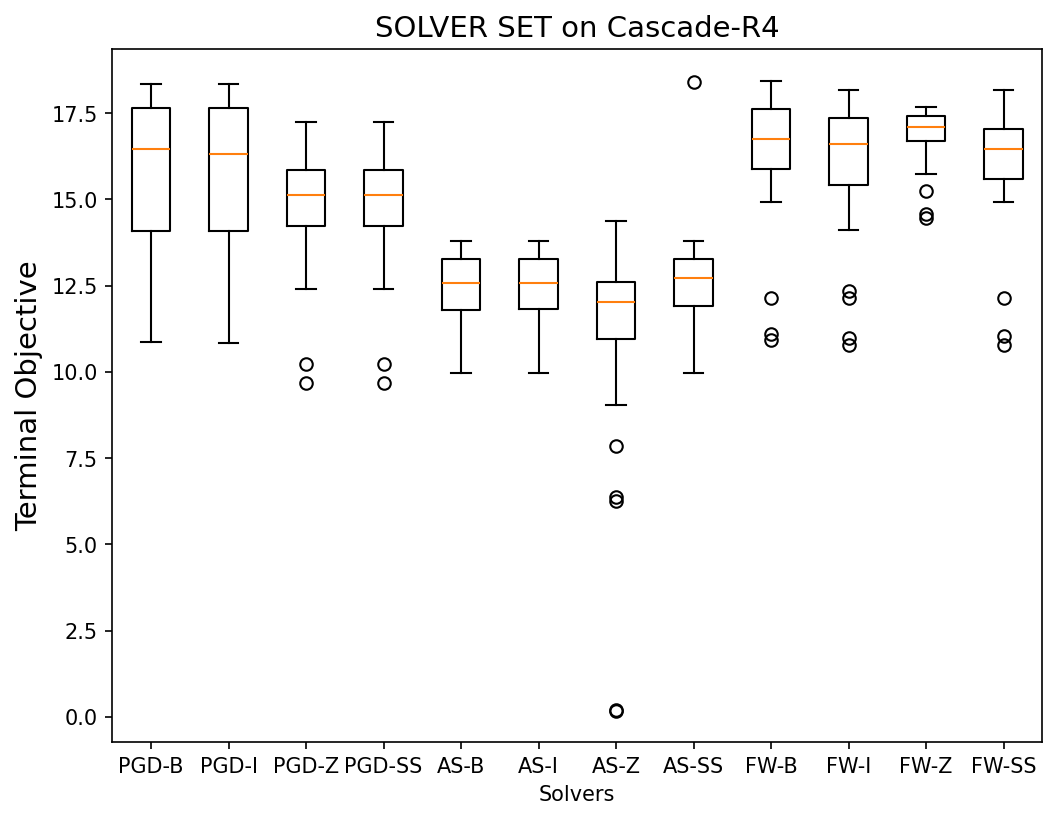 SOLVER SET on Cascade-R4
Terminal Objective
17.5
15.0
12.5
10.0
7.5
5.0
2.5
0.0
PGD-B PGD-I PGD-Z PGD-SS AS-B AS-I AS-Z AS-SS FW-B FW-I FW-Z FW-SS
Solvers